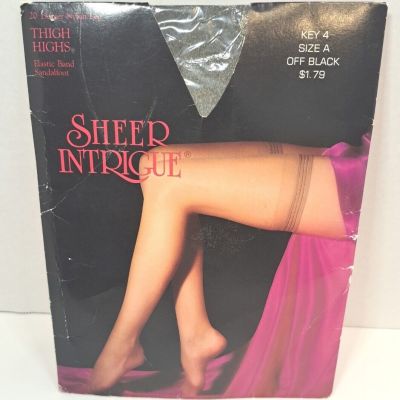 THIGH
HIGHS®
Elastic Band
Sandalfoot
KEY 4
SIZE A
OFF BLACK
$1.79
SHEER
INTRIGUE®